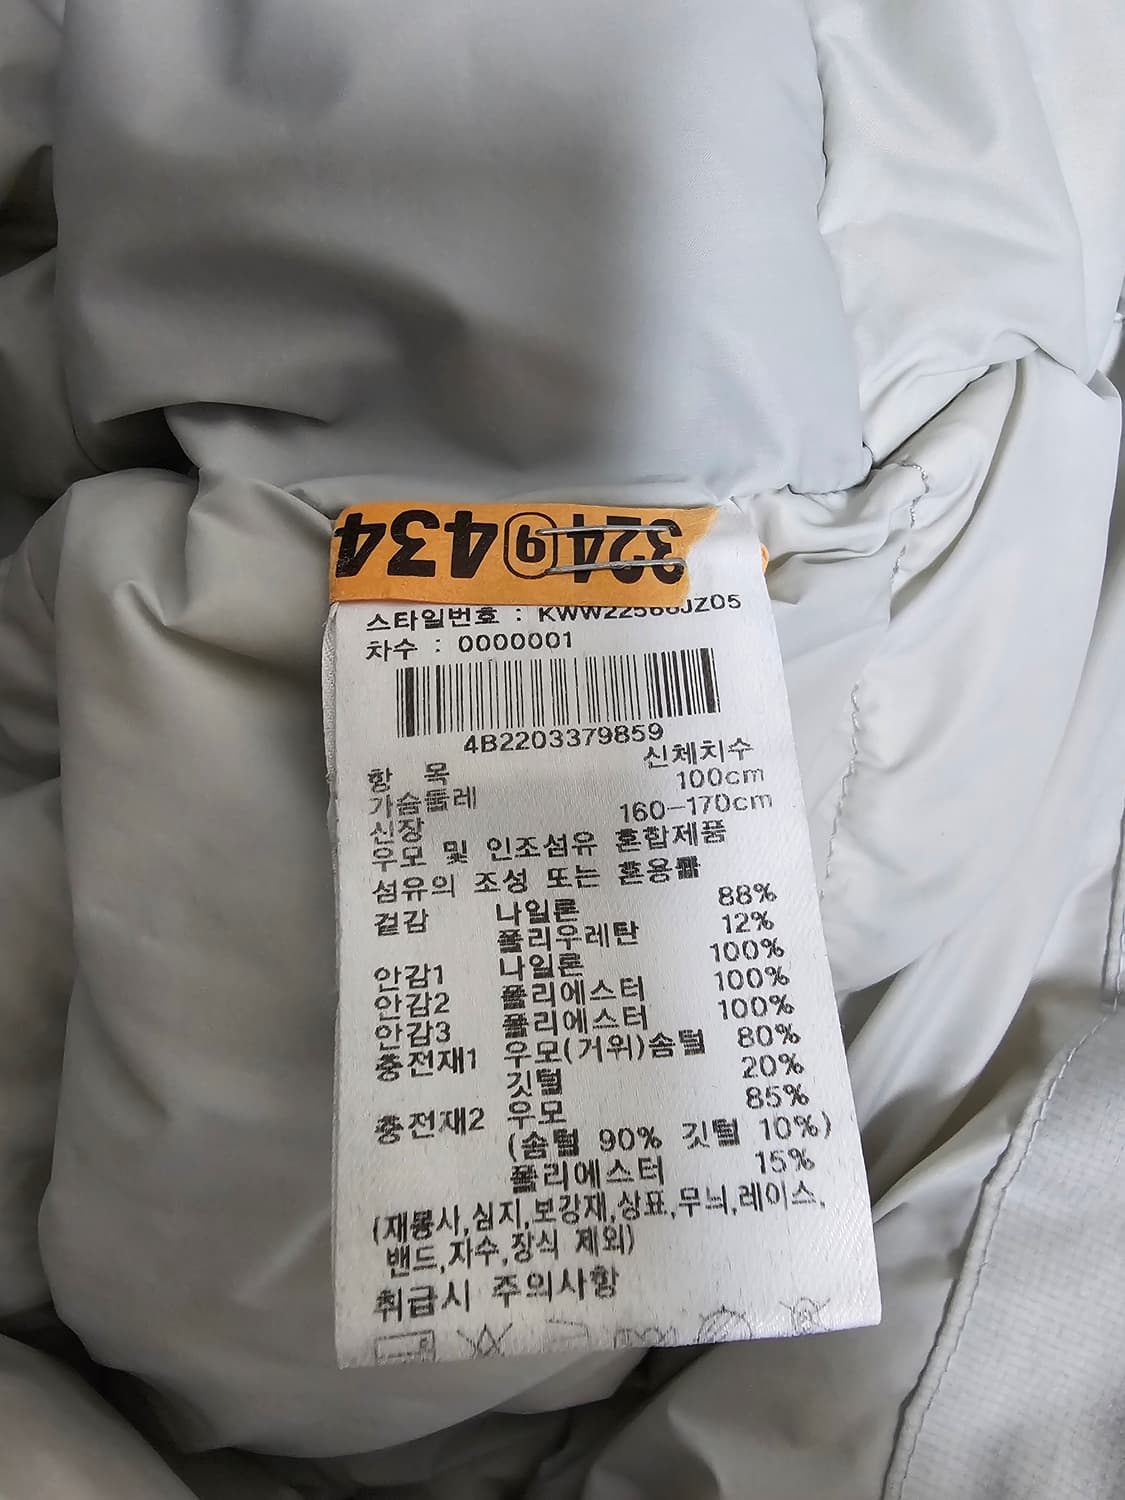 324⑨434
스타일번호 :
차수 : 0000001
4B2203379859
항 목 신체치수
가슴둘레 100cm
신장 160-170cm
우모 및 인조섬유 혼합제품
섬유의 조성 또는 혼용률
겉감 나일론 88%
폴리우레탄 12%
안감1 나일론 100%
안감2 폴리에스터 100%
안감3 폴리에스터 100%
충전재1 우모(거위)솜털 80%
깃털 20%
충전재2 우모 85%
(솜털 90% 깃털 10%)
폴리에스터 15%
(재봉사,심지,보강재,상표,무늬,레이스,
밴드,자수,장식 제외)
취급시 주의사항